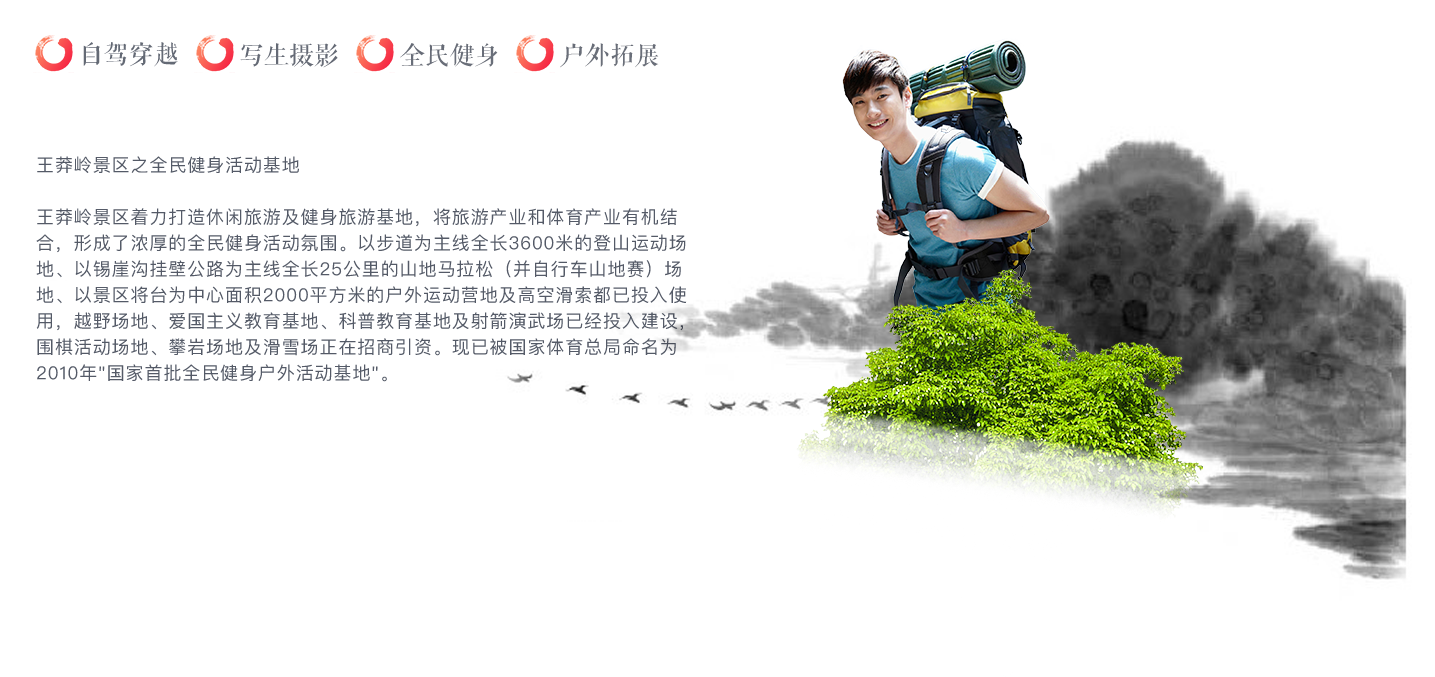 自驾穿越 写生摄影 全民健身 户外拓展
王莽岭景区之全民健身活动基地
王莽岭景区着力打造休闲旅游及健身旅游基地，将旅游产业和体育产业有机结
合，形成了浓厚的全民健身活动氛围。以步道为主线全长3600米的登山运动场
地、以锡崖沟挂壁公路为主线全长25公里的山地马拉松（并自行车山地赛）场
地、以景区将台为中心面积2000平方米的户外运动营地及高空滑索都已投入使
用，越野场地、爱国主义教育基地、科普教育基地及射箭演武场已经投入建设，
围棋活动场地、攀岩场地及滑雪场正在招商引资。现已被国家体育总局命名为
2010年"国家首批全民健身户外活动基地"。